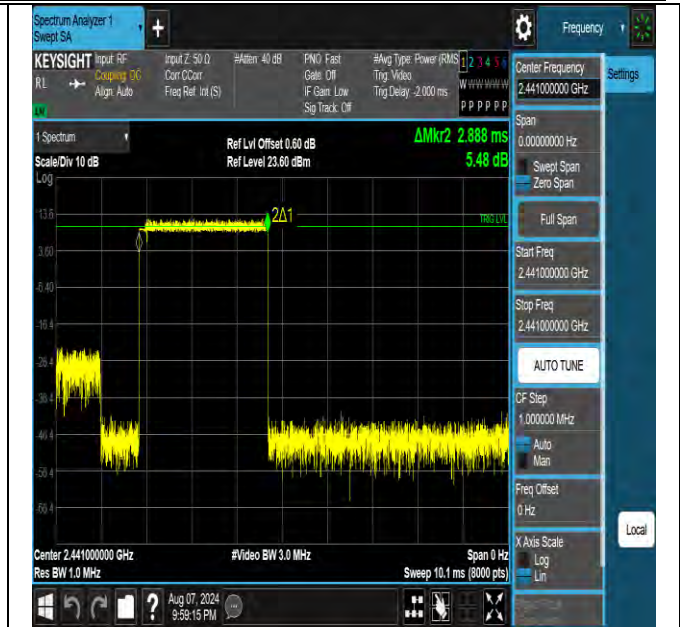 Spectrum Analyzer 1
Swept SA
+
Frequency
KEYSIGHT
RL
Input: RF
Coupling: DC
Align: Auto
Input Z: 50 Ω
Corr CCorr
Freq Ref: Int (S)
#Atten: 40 dB
PNO: Fast
Gate: Off
IF Gain: Low
Sig Track: Off
#Avg Type: Power (RMS
Trig: Video
Trig Delay: -2.000 ms
1 2 3 4 5 6
W W W W W W
P P P P P P
1 Spectrum
Scale/Div 10 dB
Log
Ref Lvl Offset 0.60 dB
Ref Level 23.60 dBm
ΔMkr2 2.888 ms
5.48 dB
13.6
3.60
-6.40
-16.4
-26.4
-36.4
-46.4
-56.4
-66.4
2Δ1
TRIG LVL
Center 2.441000000 GHz
Res BW 1.0 MHz
#Video BW 3.0 MHz
Span 0 Hz
Sweep 10.1 ms (8000 pts)
?
Aug 07, 2024
9:59:15 PM
Center Frequency
2.441000000 GHz
Settings
Span
0.00000000 Hz
Swept Span
Zero Span
Full Span
Start Freq
2.441000000 GHz
Stop Freq
2.441000000 GHz
AUTO TUNE
CF Step
1.000000 MHz
Auto
Man
Freq Offset
0 Hz
X Axis Scale
Log
Lin
Local